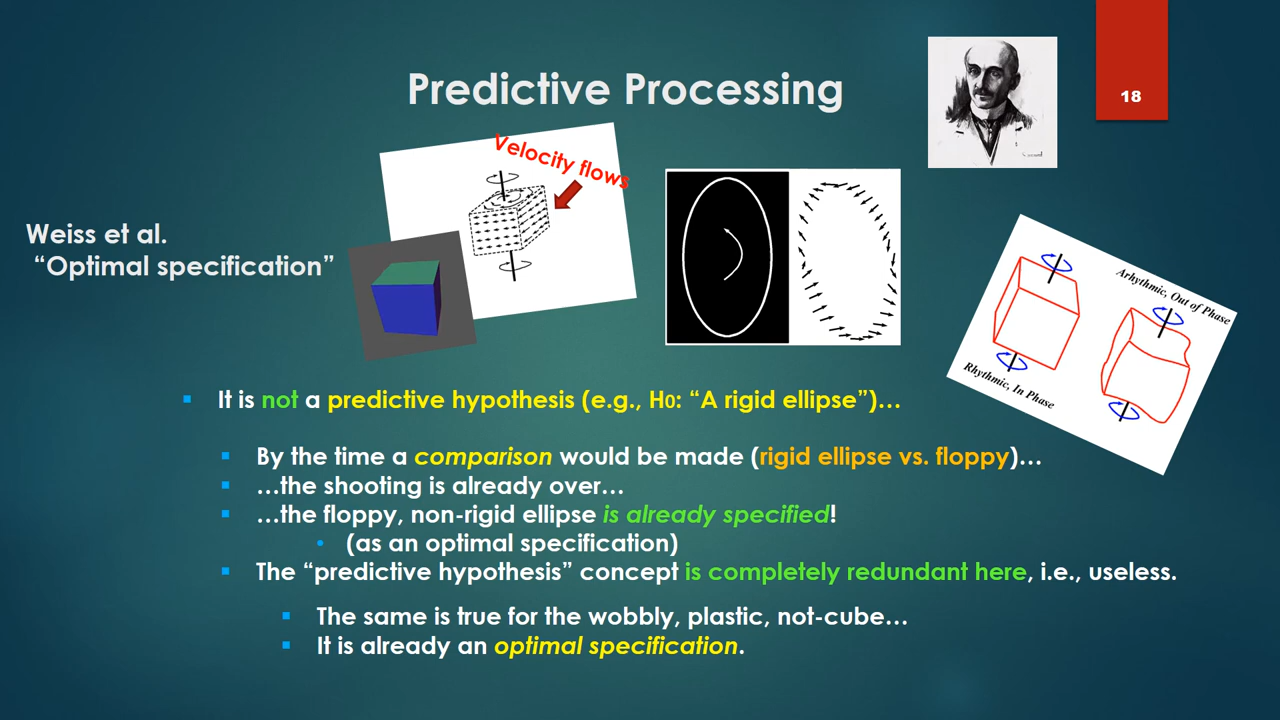 Predictive Processing
18
Velocity flows
Weiss et al.
“Optimal specification”
Arhythmic, Out of Phase
Rhythmic, In Phase
It is not a predictive hypothesis (e.g., H0: “A rigid ellipse”)…
By the time a comparison would be made (rigid ellipse vs. floppy)…
…the shooting is already over…
…the floppy, non-rigid ellipse is already specified!
(as an optimal specification)
The “predictive hypothesis” concept is completely redundant here, i.e., useless.
The same is true for the wobbly, plastic, not-cube…
It is already an optimal specification.